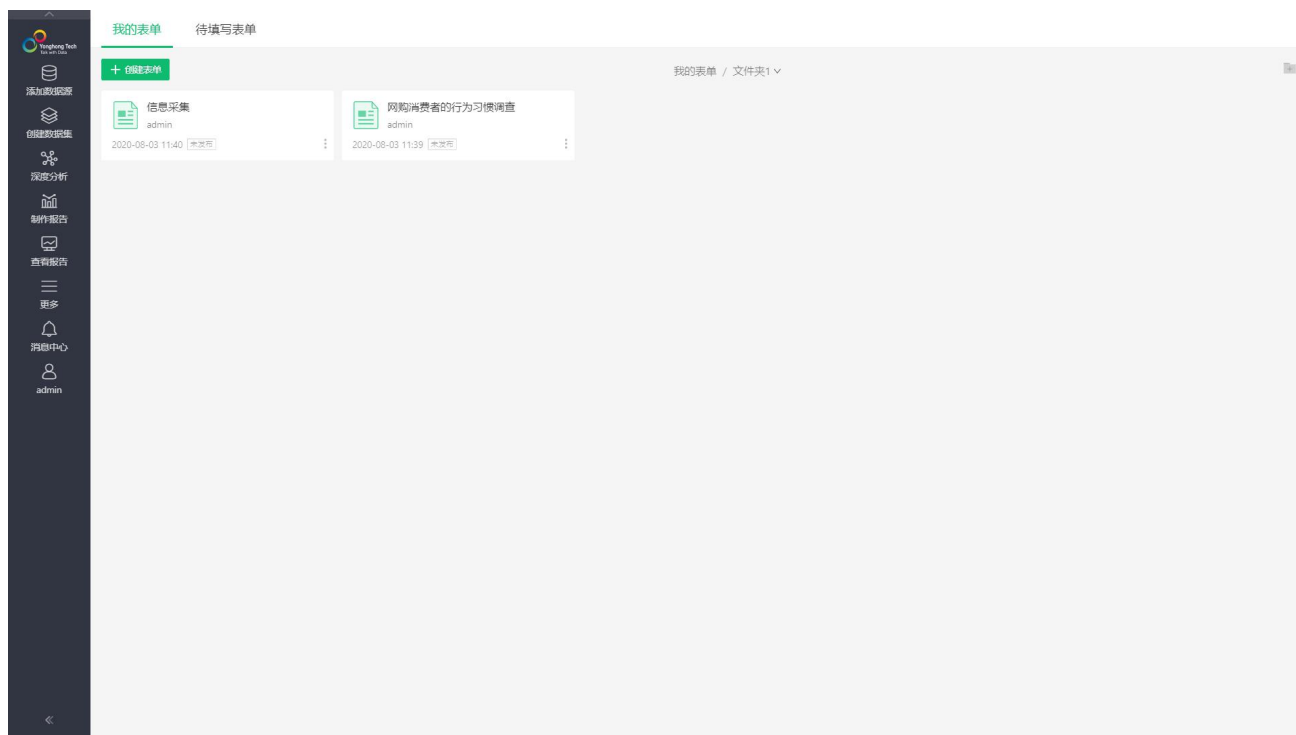 我的表单 待填写表单
Yonghong Tech
Talk with Data
添加数据源
创建数据集
深度分析
制作报告
查看报告
更多
消息中心
admin
+ 创建表单
我的表单 / 文件夹1
信息采集
admin
2020-08-03 11:40 未发布
网购消费者的行为习惯调查
admin
2020-08-03 11:39 未发布